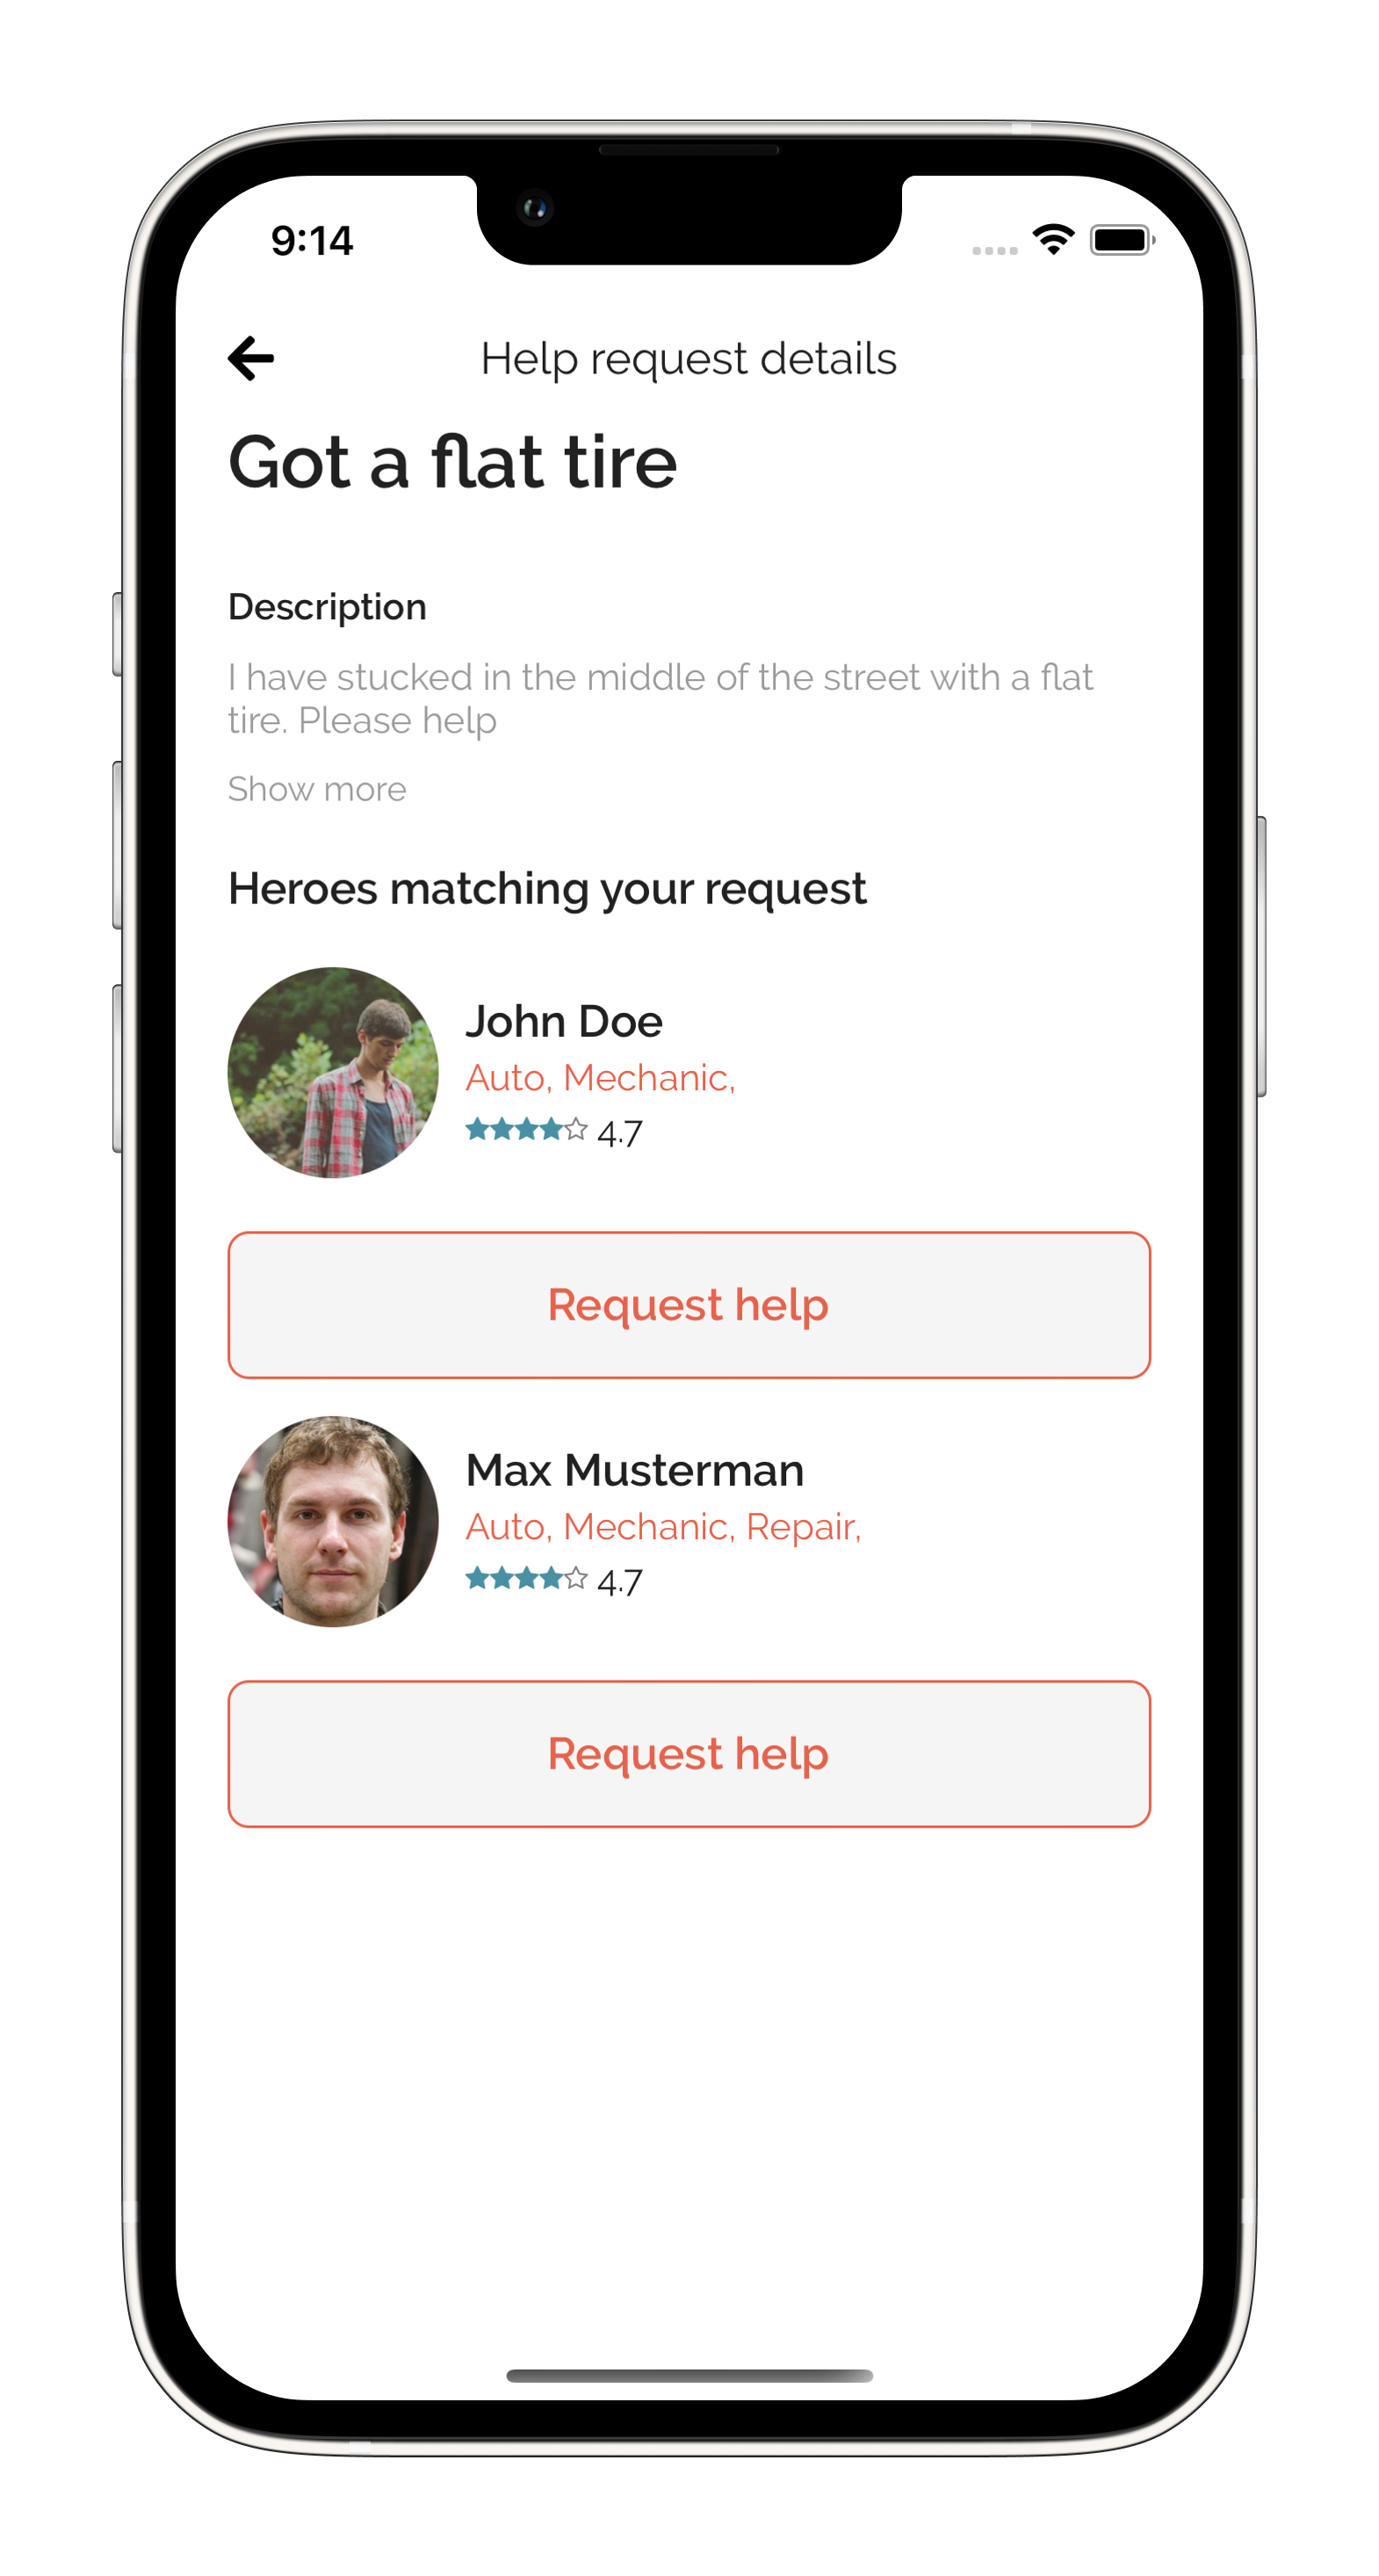 9:14
Help request details
Got a flat tire
Description
I have stucked in the middle of the street with a flat
tire. Please help
Show more
Heroes matching your request
John Doe
Auto, Mechanic,
4.7
Request help
Max Musterman
Auto, Mechanic, Repair,
4.7
Request help